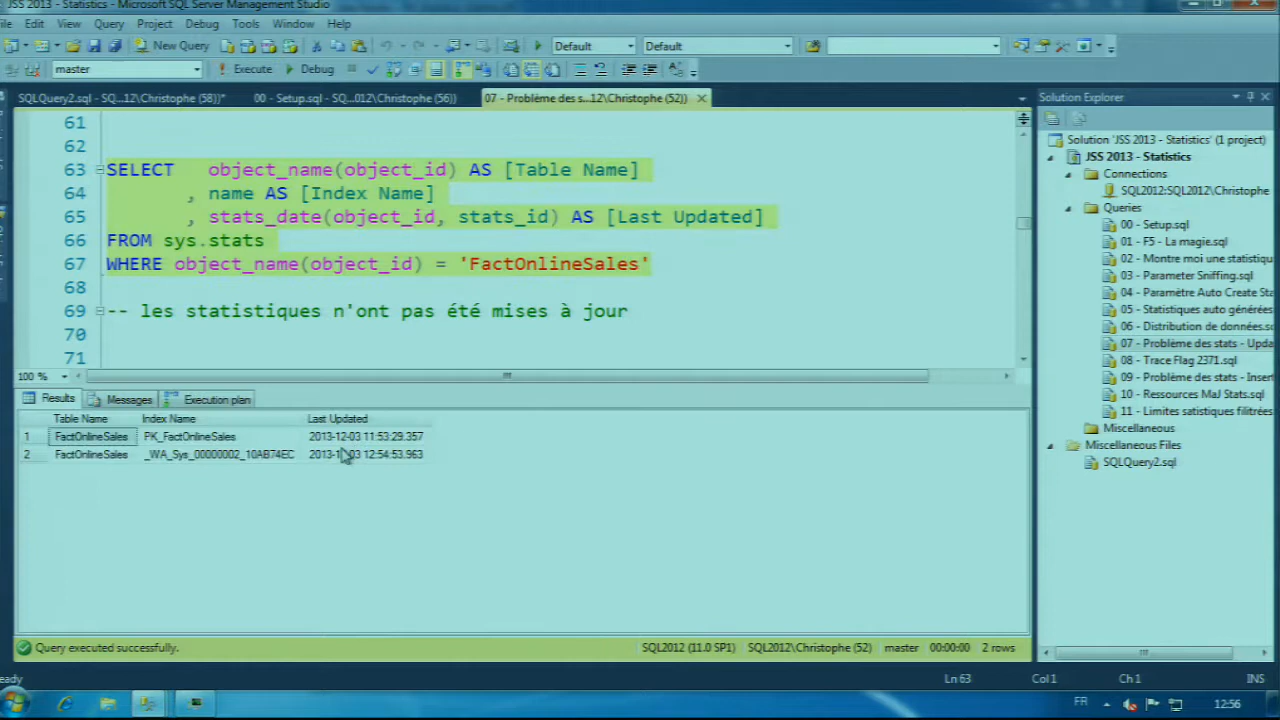 JSS 2013 - Statistics - Microsoft SQL Server Management Studio
File Edit View Query Project Debug Tools Window Help
New Query Default Default
master Execute Debug
SQLQuery2.sql - SQ...12\Christophe (58))* 00 - Setup.sql - SQ...012\Christophe (56)) 07 - Problème des s...12\Christophe (52))
61
62
63 SELECT object_name(object_id) AS [Table Name]
64 , name AS [Index Name]
65 , stats_date(object_id, stats_id) AS [Last Updated]
66 FROM sys.stats
67 WHERE object_name(object_id) = 'FactOnlineSales'
68
69 -- les statistiques n'ont pas été mises à jour
70
71
100 %
Results Messages Execution plan
Table Name Index Name Last Updated
1 FactOnlineSales PK_FactOnlineSales 2013-12-03 11:53:29.357
2 FactOnlineSales _WA_Sys_00000002_10AB74EC 2013-1 03 12:54:53.963
Query executed successfully. SQL2012 (11.0 SP1) SQL2012\Christophe (52) master 00:00:00 2 rows
Solution Explorer
Solution 'JSS 2013 - Statistics' (1 project)
JSS 2013 - Statistics
Connections
SQL2012:SQL2012\Christophe
Queries
00 - Setup.sql
01 - F5 - La magie.sql
02 - Montre moi une statistiqu
03 - Parameter Sniffing.sql
04 - Paramètre Auto Create Sta
05 - Statistiques auto générées
06 - Distribution de données.s
07 - Problème des stats - Upda
08 - Trace Flag 2371.sql
09 - Problème des stats - Inser
10 - Ressources MaJ Stats.sql
11 - Limites satistiques filtrées
Miscellaneous
Miscellaneous Files
SQLQuery2.sql
eady Ln 63 Col 1 Ch 1 INS
FR 12:56